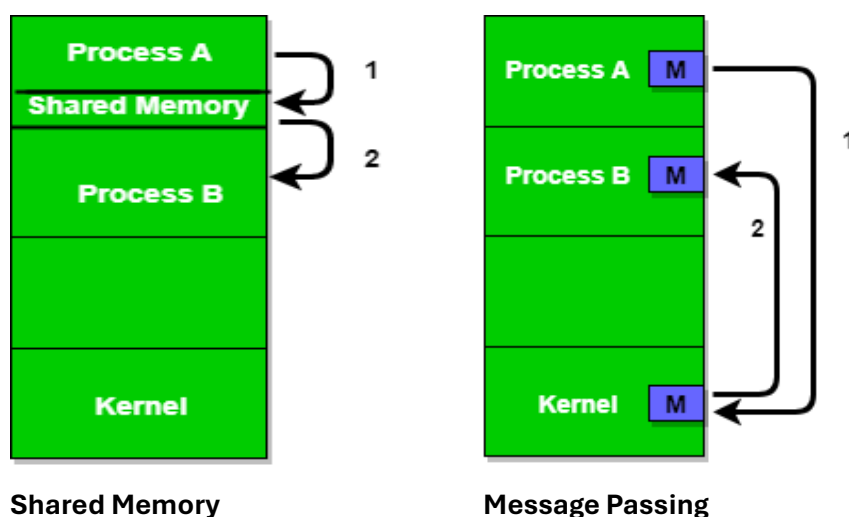 Process A
1
Shared Memory
2
Process B
Kernel
Shared Memory
Process A M
1
Process B M
2
Kernel M
Message Passing